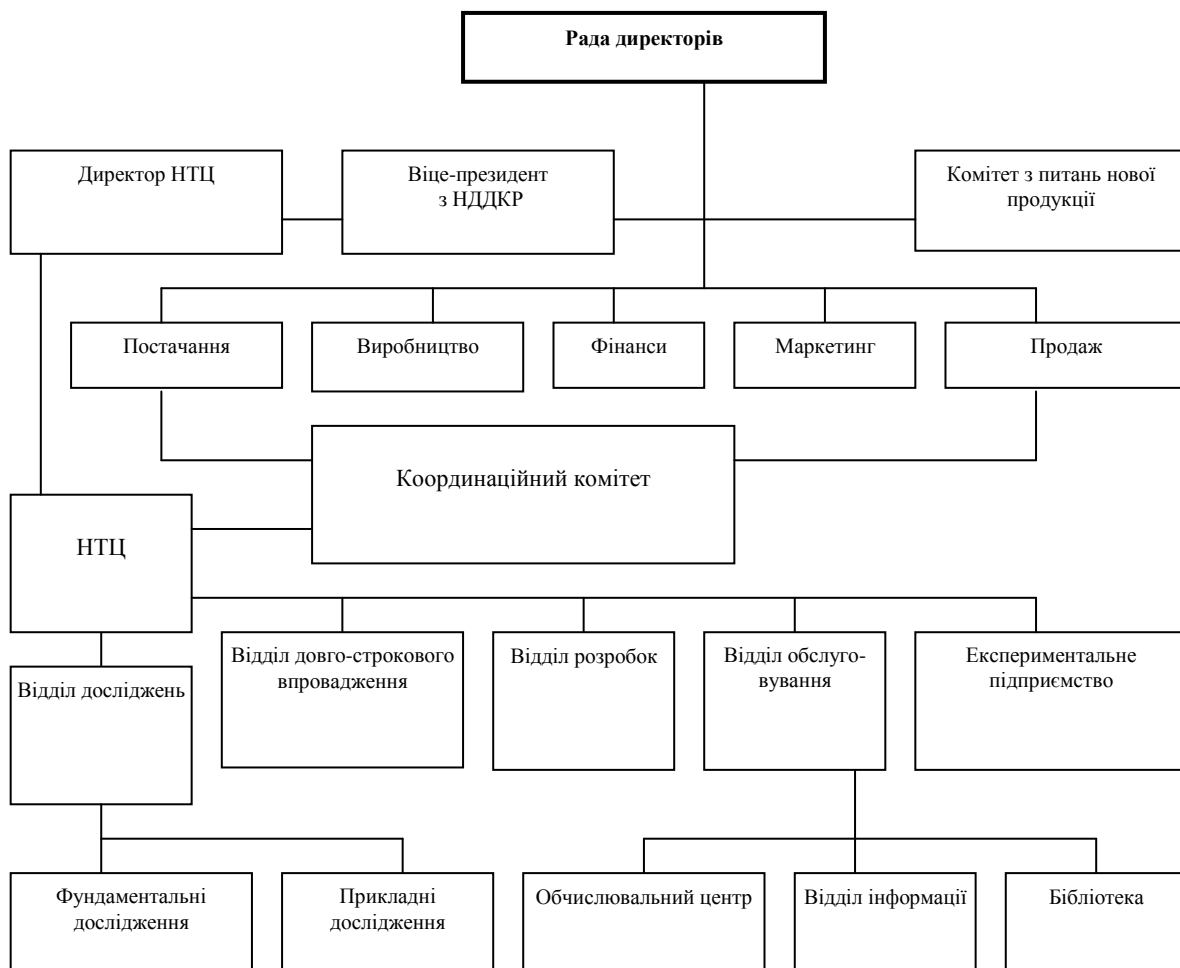 Рада директорів
Директор НТЦ
Віце-президент
з НДДКР
Комітет з питань нової
продукції
Постачання
Виробництво
Фінанси
Маркетинг
Продаж
Координаційний комітет
НТЦ
Відділ досліджень
Відділ довго-строкового
впровадження
Відділ розробок
Відділ обслуго-
вування
Експериментальне
підприємство
Фундаментальні
дослідження
Прикладні
дослідження
Обчислювальний центр
Відділ інформації
Бібліотека